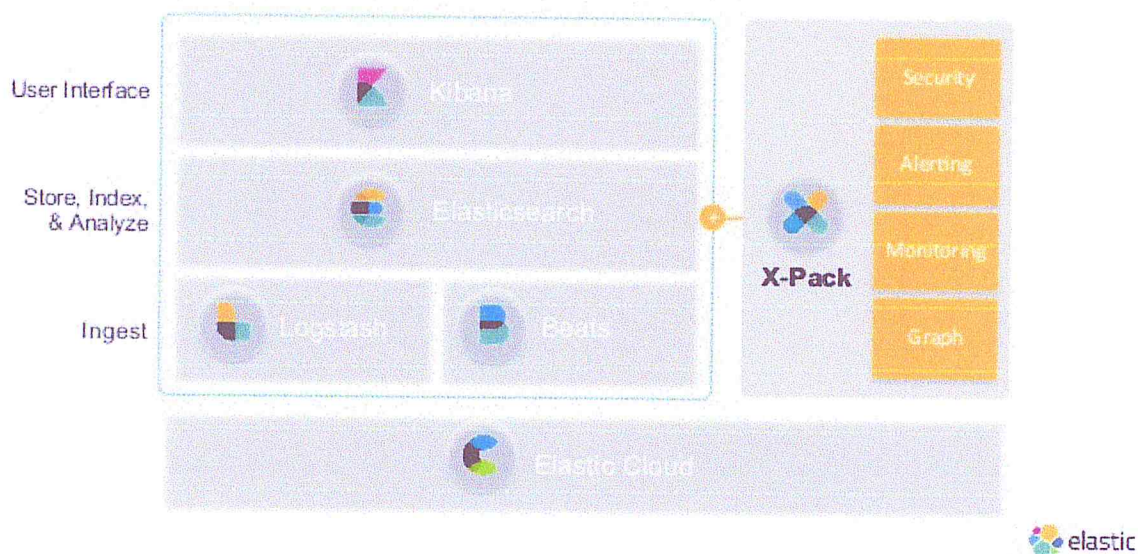 User Interface
Kibana
Store, Index,
& Analyze
Elasticsearch
Ingest
Logstash
Beats
X-Pack
Security
Alerting
Monitoring
Graph
Elastic Cloud
elastic